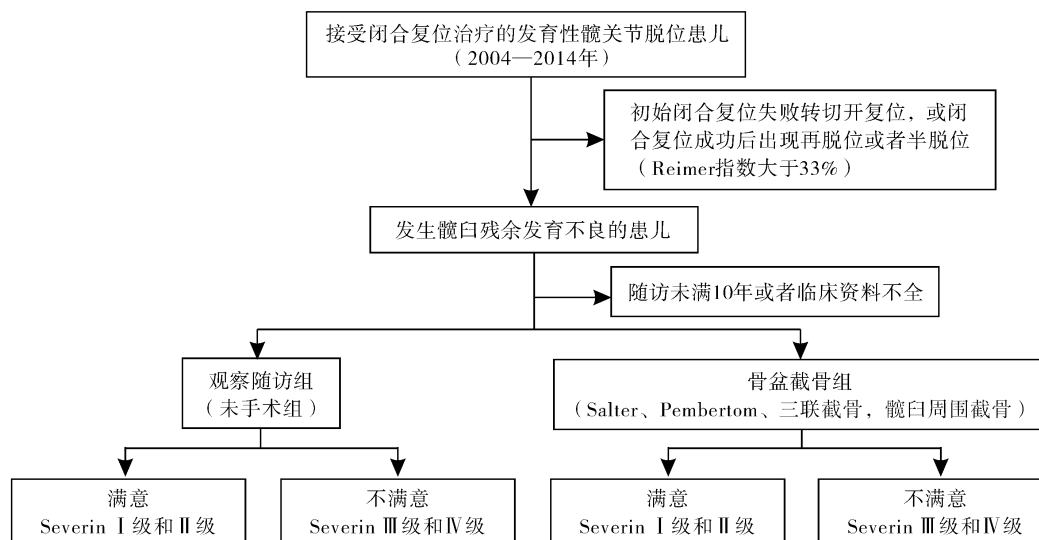 接受闭合复位治疗的发育性髋关节脱位患儿
（2004—2014年）
初始闭合复位失败转切开复位，或闭
合复位成功后出现再脱位或者半脱位
（Reimer指数大于33%）
发生髋臼残余发育不良的患儿
随访未满10年或者临床资料不全
观察随访组
（未手术组）
骨盆截骨组
（Salter、Pembertom、三联截骨，髋臼周围截骨）
满意
Severin Ⅰ级和Ⅱ级
不满意
Severin Ⅲ级和Ⅳ级
满意
Severin Ⅰ级和Ⅱ级
不满意
Severin Ⅲ级和Ⅳ级